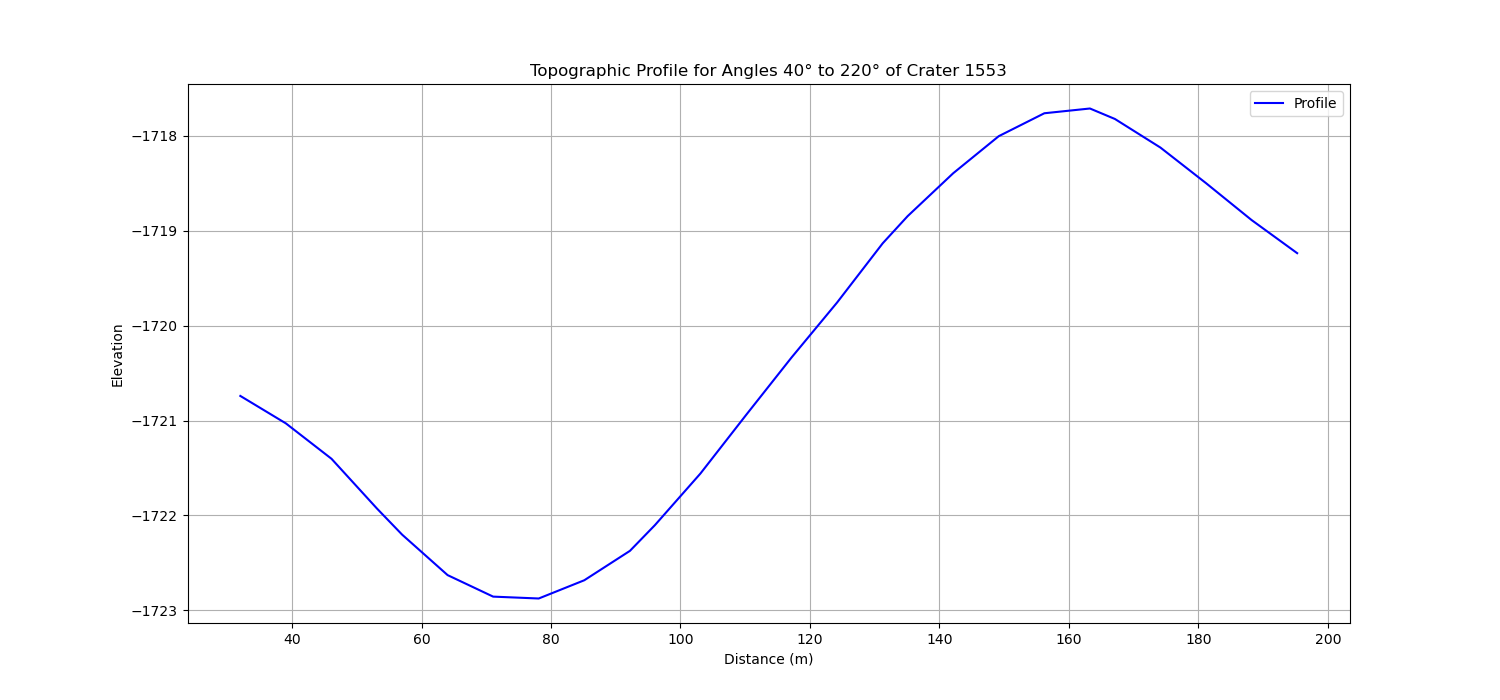 Topographic Profile for Angles 40° to 220° of Crater 1553
Profile
−1718
−1719
−1720
−1721
−1722
−1723
Elevation
40 60 80 100 120 140 160 180 200
Distance (m)